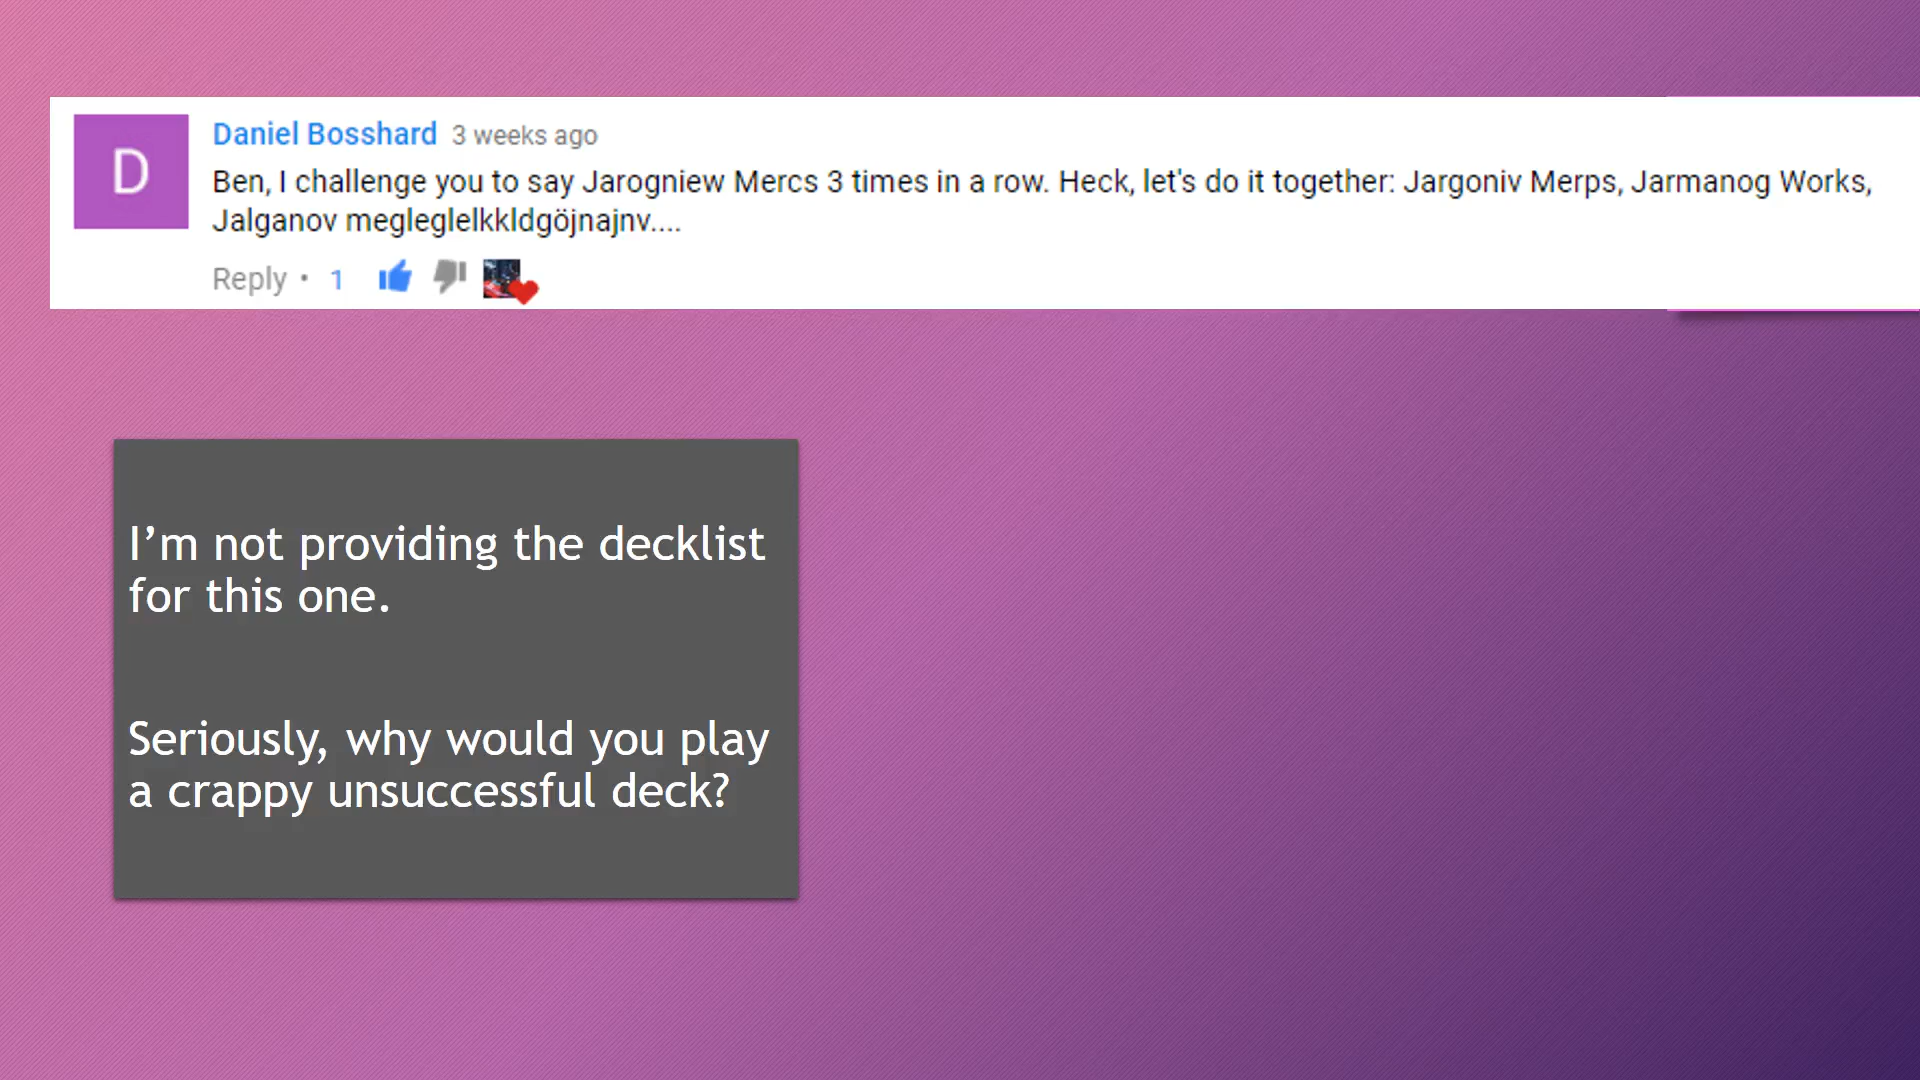 D
Daniel Bosshard 3 weeks ago
Ben, I challenge you to say Jarogniew Mercs 3 times in a row. Heck, let's do it together: Jargoniv Merps, Jarmanog Works,
Jalganov megleglelkkldgöjnajnv....
Reply • 1
I’m not providing the decklist
for this one.
Seriously, why would you play
a crappy unsuccessful deck?